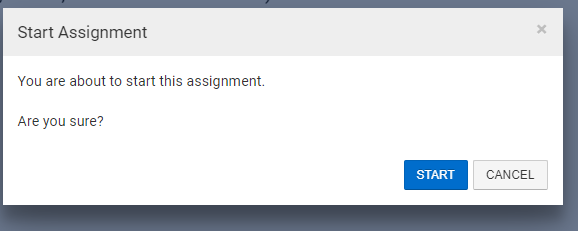 Start Assignment ×
You are about to start this assignment.
Are you sure?
START CANCEL